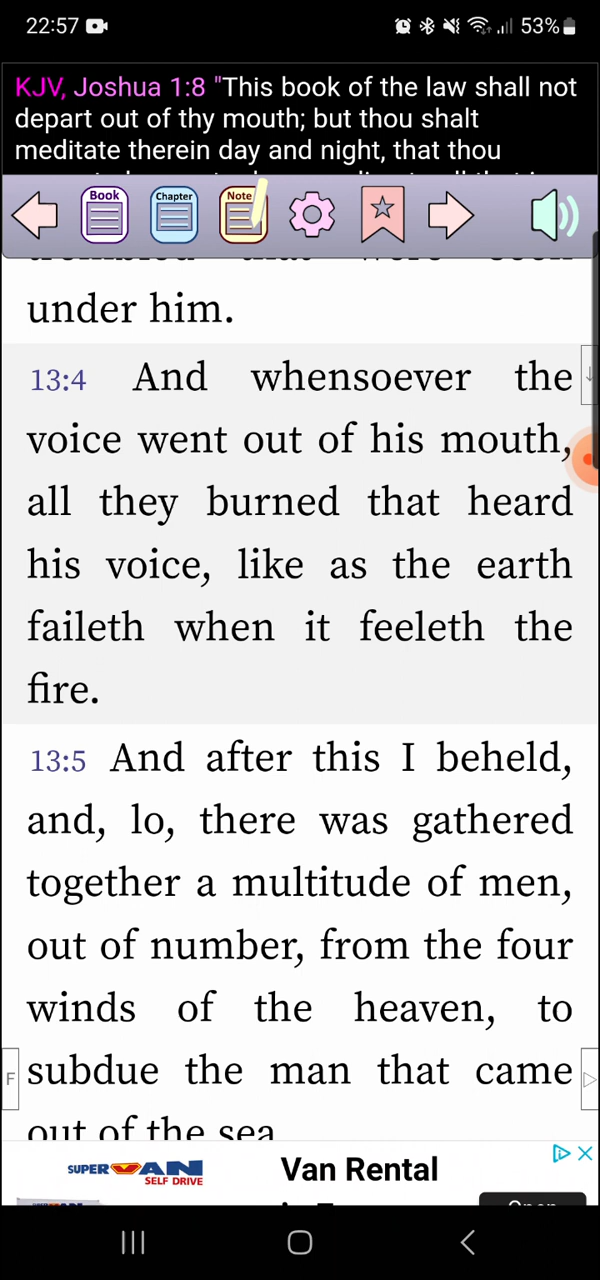 22:57
53%
KJV, Joshua 1:8 "This book of the law shall not
depart out of thy mouth; but thou shalt
meditate therein day and night, that thou
Book
Chapter
Note
under him.
13:4 And whensoever the
voice went out of his mouth,
all they burned that heard
his voice, like as the earth
faileth when it feeleth the
fire.
13:5 And after this I beheld,
and, lo, there was gathered
together a multitude of men,
out of number, from the four
winds of the heaven, to
F
subdue the man that came
out of the sea
SUPER VAN
SELF DRIVE
Van Rental